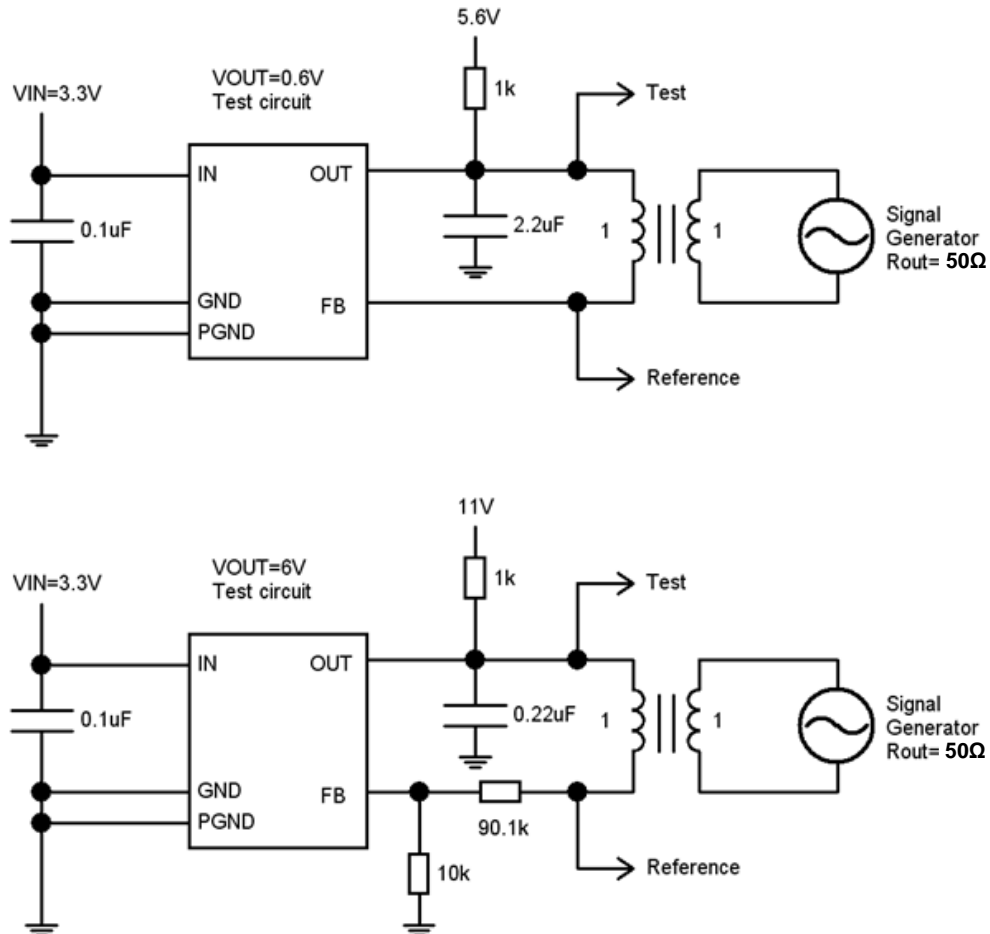 5.6V
VOUT=0.6V
Test circuit
VIN=3.3V
1k
Test
IN
OUT
0.1uF
2.2uF
1
1
Signal
Generator
Rout= 50Ω
GND
FB
PGND
Reference
11V
VOUT=6V
Test circuit
VIN=3.3V
1k
Test
IN
OUT
0.1uF
0.22uF
1
1
Signal
Generator
Rout= 50Ω
GND
FB
PGND
90.1k
10k
Reference